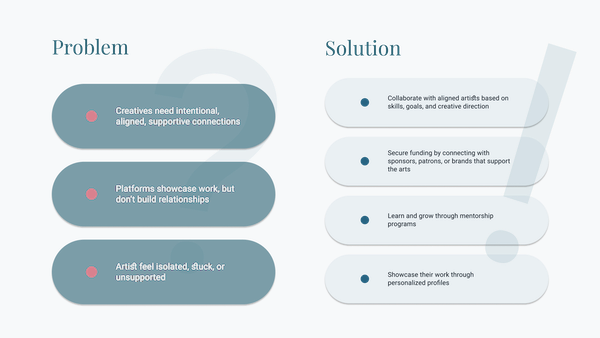 Problem
Creatives need intentional,
aligned, supportive connections
Platforms showcase work, but
don't build relationships
Artist feel isolated, stuck, or
unsupported
?
Solution
Collaborate with aligned artists based on
skills, goals, and creative direction
Secure funding by connecting with
sponsors, patrons, or brands that support
the arts
Learn and grow through mentorship
programs
Showcase their work through
personalized profiles
!